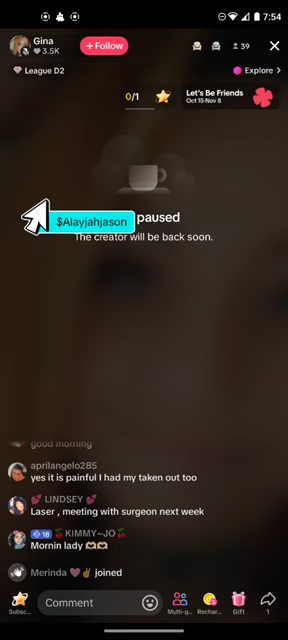 7:54
Gina
3.5K
+ Follow
39
League D2
Explore >
0/1
Let's Be Friends
Oct 15-Nov 8
$Alayjahjason
paused
The creator will be back soon.
good morning
aprilangelo285
yes it is painful I had my taken out too
💕 LINDSEY 💕
Laser , meeting with surgeon next week
18 🍒KIMMY~JO🍒
Mornin lady 🫶🏼🫶🏼
Merinda 🩷✌️ joined
Subsc...
Comment
Multi-g...
Rechar...
Gift
1